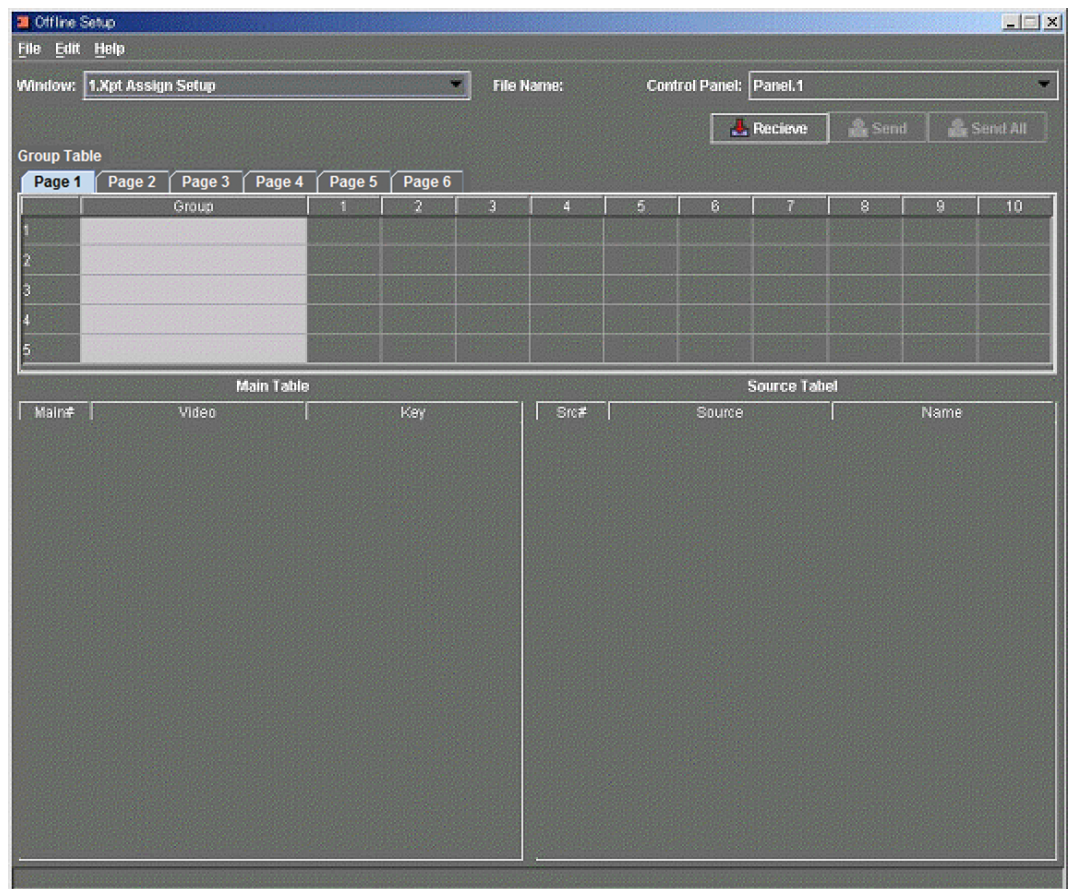 Offline Setup
File Edit Help
Window: 1.Xpt Assign Setup File Name: Control Panel: Panel.1
Recieve Send Send All
Group Table
Page 1 Page 2 Page 3 Page 4 Page 5 Page 6
Group 1 2 3 4 5 6 7 8 9 10
1
2
3
4
5
Main Table Source Tabel
Main# Video Key Src# Source Name